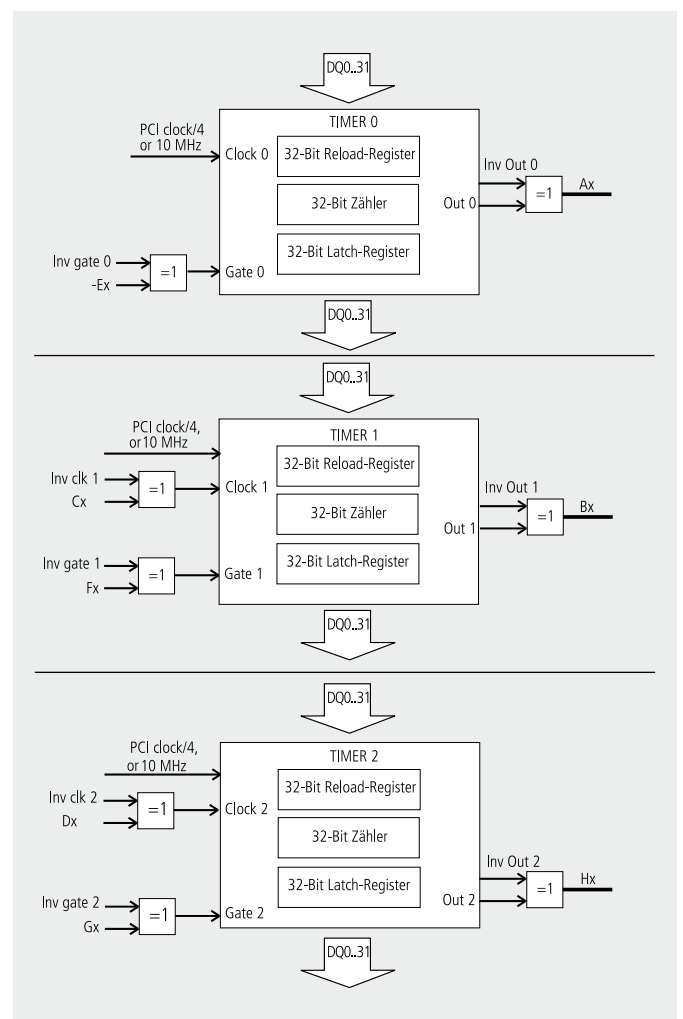 DQ0..31
TIMER 0
PCI clock/4
or 10 MHz
Clock 0
32-Bit Reload-Register
Inv Out 0
Ax
=1
32-Bit Zähler
Out 0
32-Bit Latch-Register
Inv gate 0
=1
-Ex
Gate 0
DQ0..31
DQ0..31
TIMER 1
PCI clock/4,
or 10 MHz
32-Bit Reload-Register
Inv clk 1
=1
Cx
Clock 1
Inv Out 1
Bx
=1
32-Bit Zähler
Out 1
32-Bit Latch-Register
Inv gate 1
=1
Fx
Gate 1
DQ0..31
DQ0..31
TIMER 2
PCI clock/4,
or 10 MHz
32-Bit Reload-Register
Inv clk 2
=1
Dx
Clock 2
32-Bit Zähler
Inv Out 2
Hx
=1
32-Bit Latch-Register
Out 2
Inv gate 2
=1
Gx
Gate 2
DQ0..31